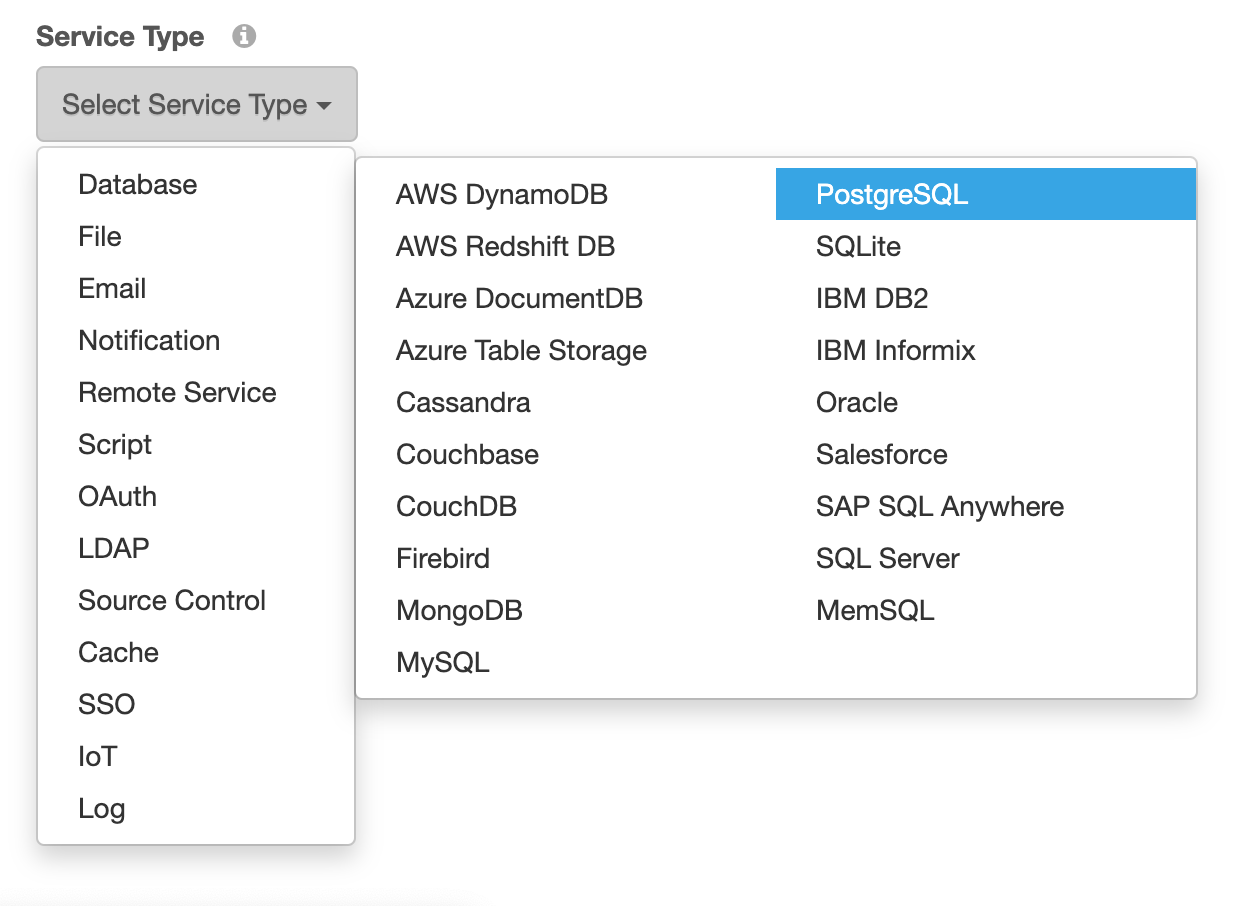 Service Type
Select Service Type
Database
File
Email
Notification
Remote Service
Script
OAuth
LDAP
Source Control
Cache
SSO
IoT
Log
AWS DynamoDB
AWS Redshift DB
Azure DocumentDB
Azure Table Storage
Cassandra
Couchbase
CouchDB
Firebird
MongoDB
MySQL
PostgreSQL
SQLite
IBM DB2
IBM Informix
Oracle
Salesforce
SAP SQL Anywhere
SQL Server
MemSQL